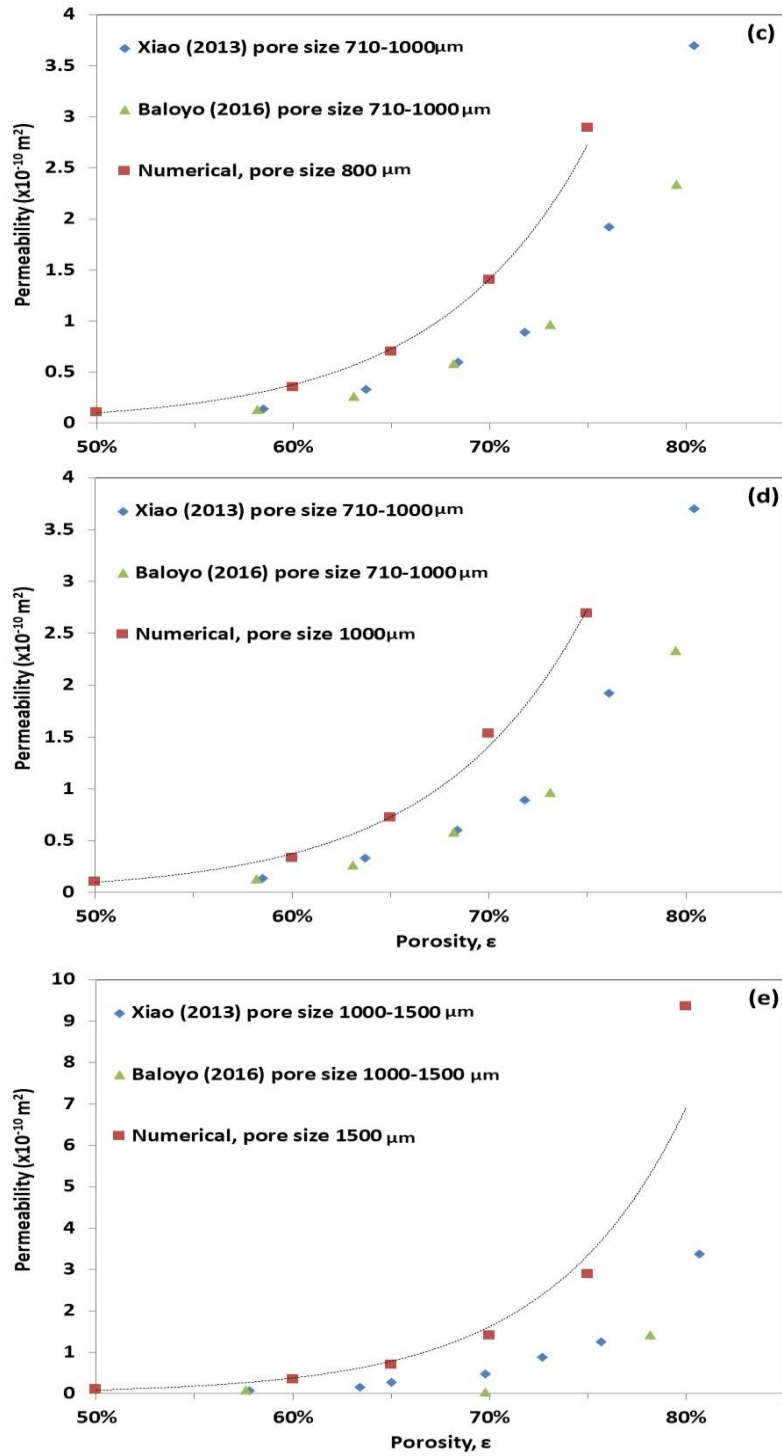 (c)
Xiao (2013) pore size 710-1000μm
Baloyo (2016) pore size 710-1000 μm
Numerical, pore size 800 μm
Permeability (x10⁻¹⁰ m²)
4
3.5
3
2.5
2
1.5
1
0.5
0
50%
60%
70%
80%
(d)
Xiao (2013) pore size 710-1000μm
Baloyo (2016) pore size 710-1000 μm
Numerical, pore size 1000μm
Permeability (x10⁻¹⁰ m²)
4
3.5
3
2.5
2
1.5
1
0.5
0
50%
60%
70%
80%
Porosity, ε
(e)
Xiao (2013) pore size 1000-1500 μm
Baloyo (2016) pore size 1000-1500 μm
Numerical, pore size 1500 μm
Permeability (x10⁻¹⁰ m²)
10
9
8
7
6
5
4
3
2
1
0
50%
60%
70%
80%
Porosity, ε